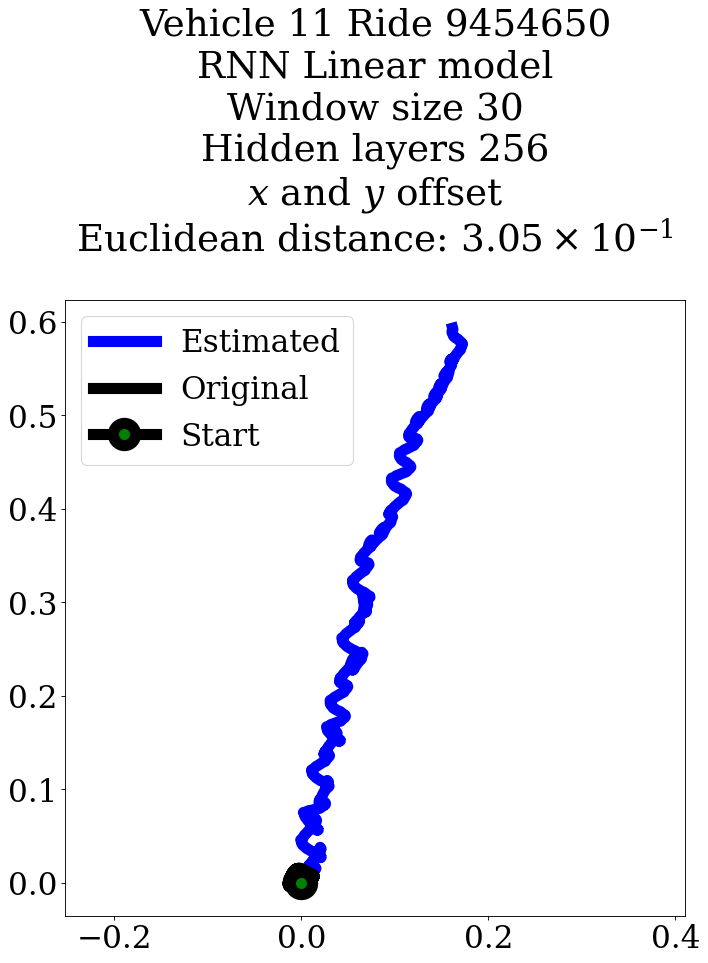 Vehicle 11 Ride 9454650
RNN Linear model
Window size 30
Hidden layers 256
x and y offset
Euclidean distance: 3.05 × 10⁻¹
0.6
Estimated
Original
Start
0.5
0.4
0.3
0.2
0.1
0.0
−0.2 0.0 0.2 0.4